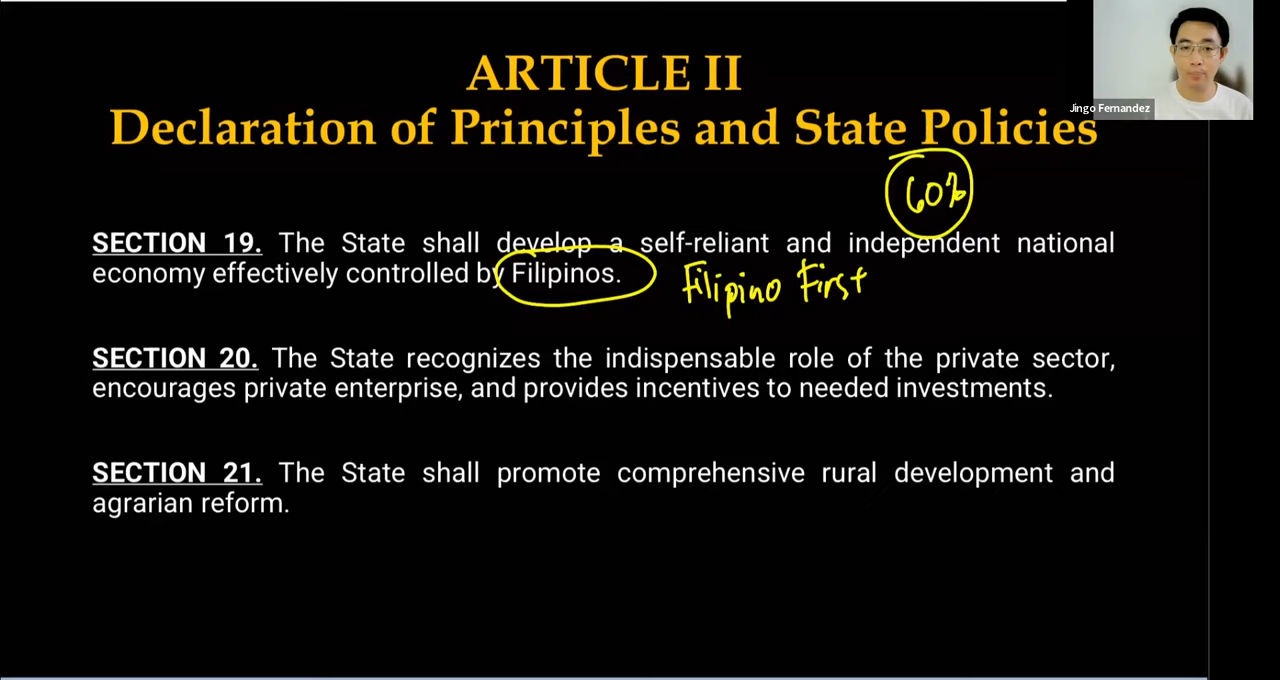 ARTICLE II
Declaration of Principles and State Policies
Jingo Fernandez
60%
SECTION 19. The State shall develop a self-reliant and independent national
economy effectively controlled by Filipinos.
Filipino First
SECTION 20. The State recognizes the indispensable role of the private sector,
encourages private enterprise, and provides incentives to needed investments.
SECTION 21. The State shall promote comprehensive rural development and
agrarian reform.